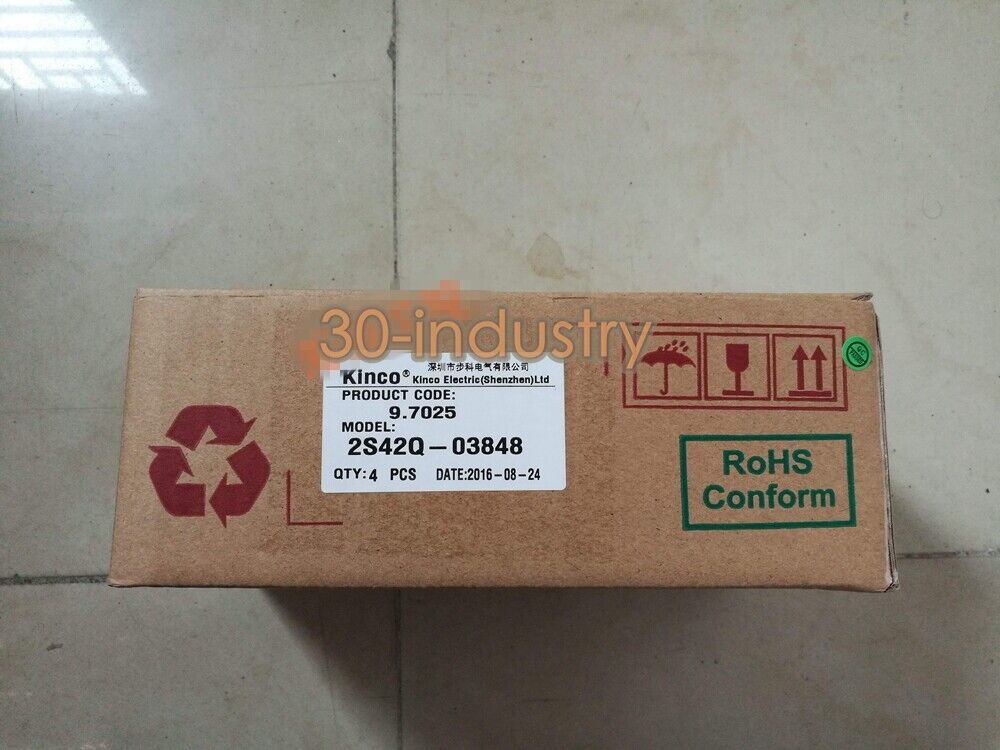 30-industry
深圳市步科电气有限公司
Kinco® Kinco Electric(Shenzhen)Ltd
PRODUCT CODE:
9.7025
MODEL:
2S42Q-03848
QTY:4 PCS DATE:2016-08-24
RoHS
Conform